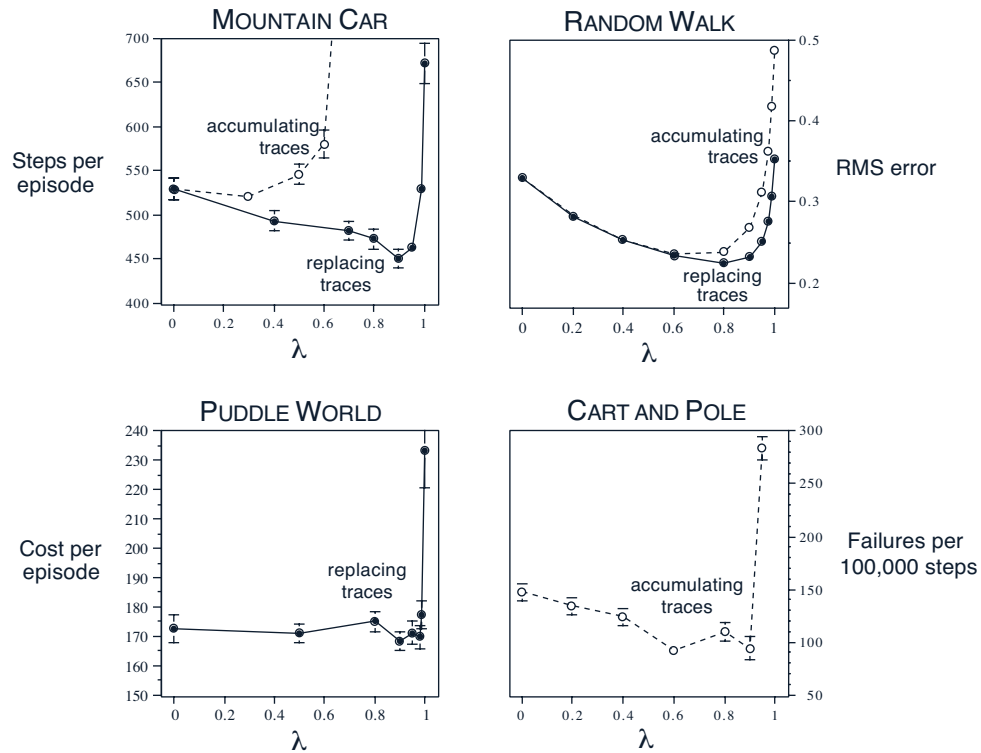 MOUNTAIN CAR
700
650
600
550
500
450
400
Steps per
episode
accumulating
traces
replacing
traces
0 0.2 0.4 0.6 0.8 1
λ
RANDOM WALK
0.5
0.4
0.3
0.2
RMS error
accumulating
traces
replacing
traces
0 0.2 0.4 0.6 0.8 1
λ
PUDDLE WORLD
240
230
220
210
200
190
180
170
160
150
Cost per
episode
replacing
traces
0 0.2 0.4 0.6 0.8 1
λ
CART AND POLE
300
250
200
150
100
50
Failures per
100,000 steps
accumulating
traces
0 0.2 0.4 0.6 0.8 1
λ